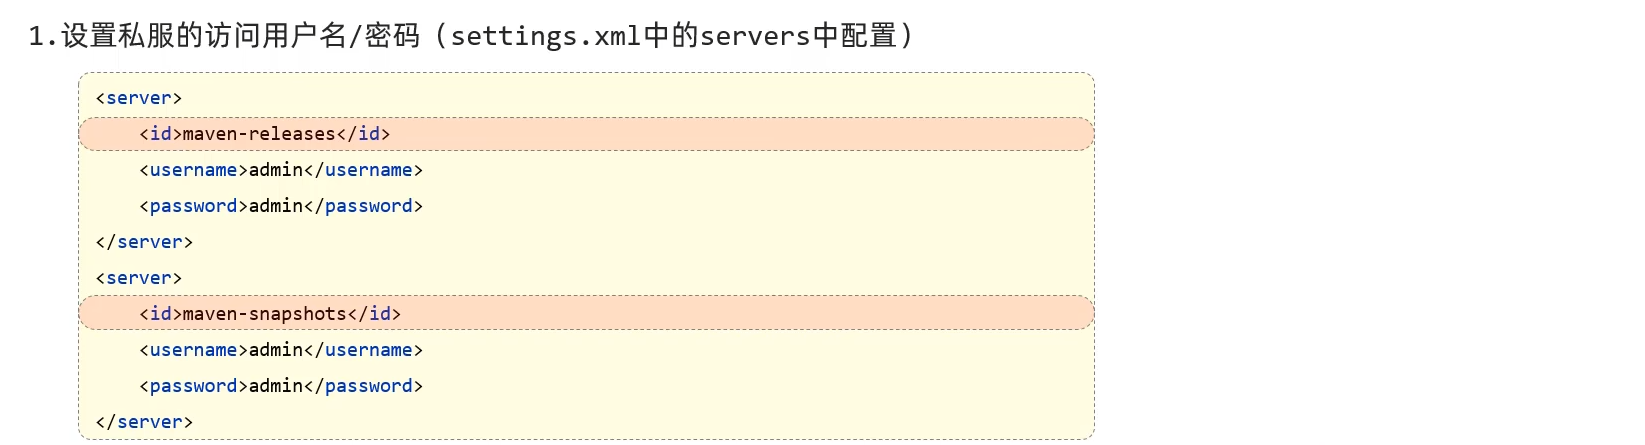 1.设置私服的访问用户名/密码（settings.xml中的servers中配置）
<server>
    <id>maven-releases</id>
    <username>admin</username>
    <password>admin</password>
</server>
<server>
    <id>maven-snapshots</id>
    <username>admin</username>
    <password>admin</password>
</server>